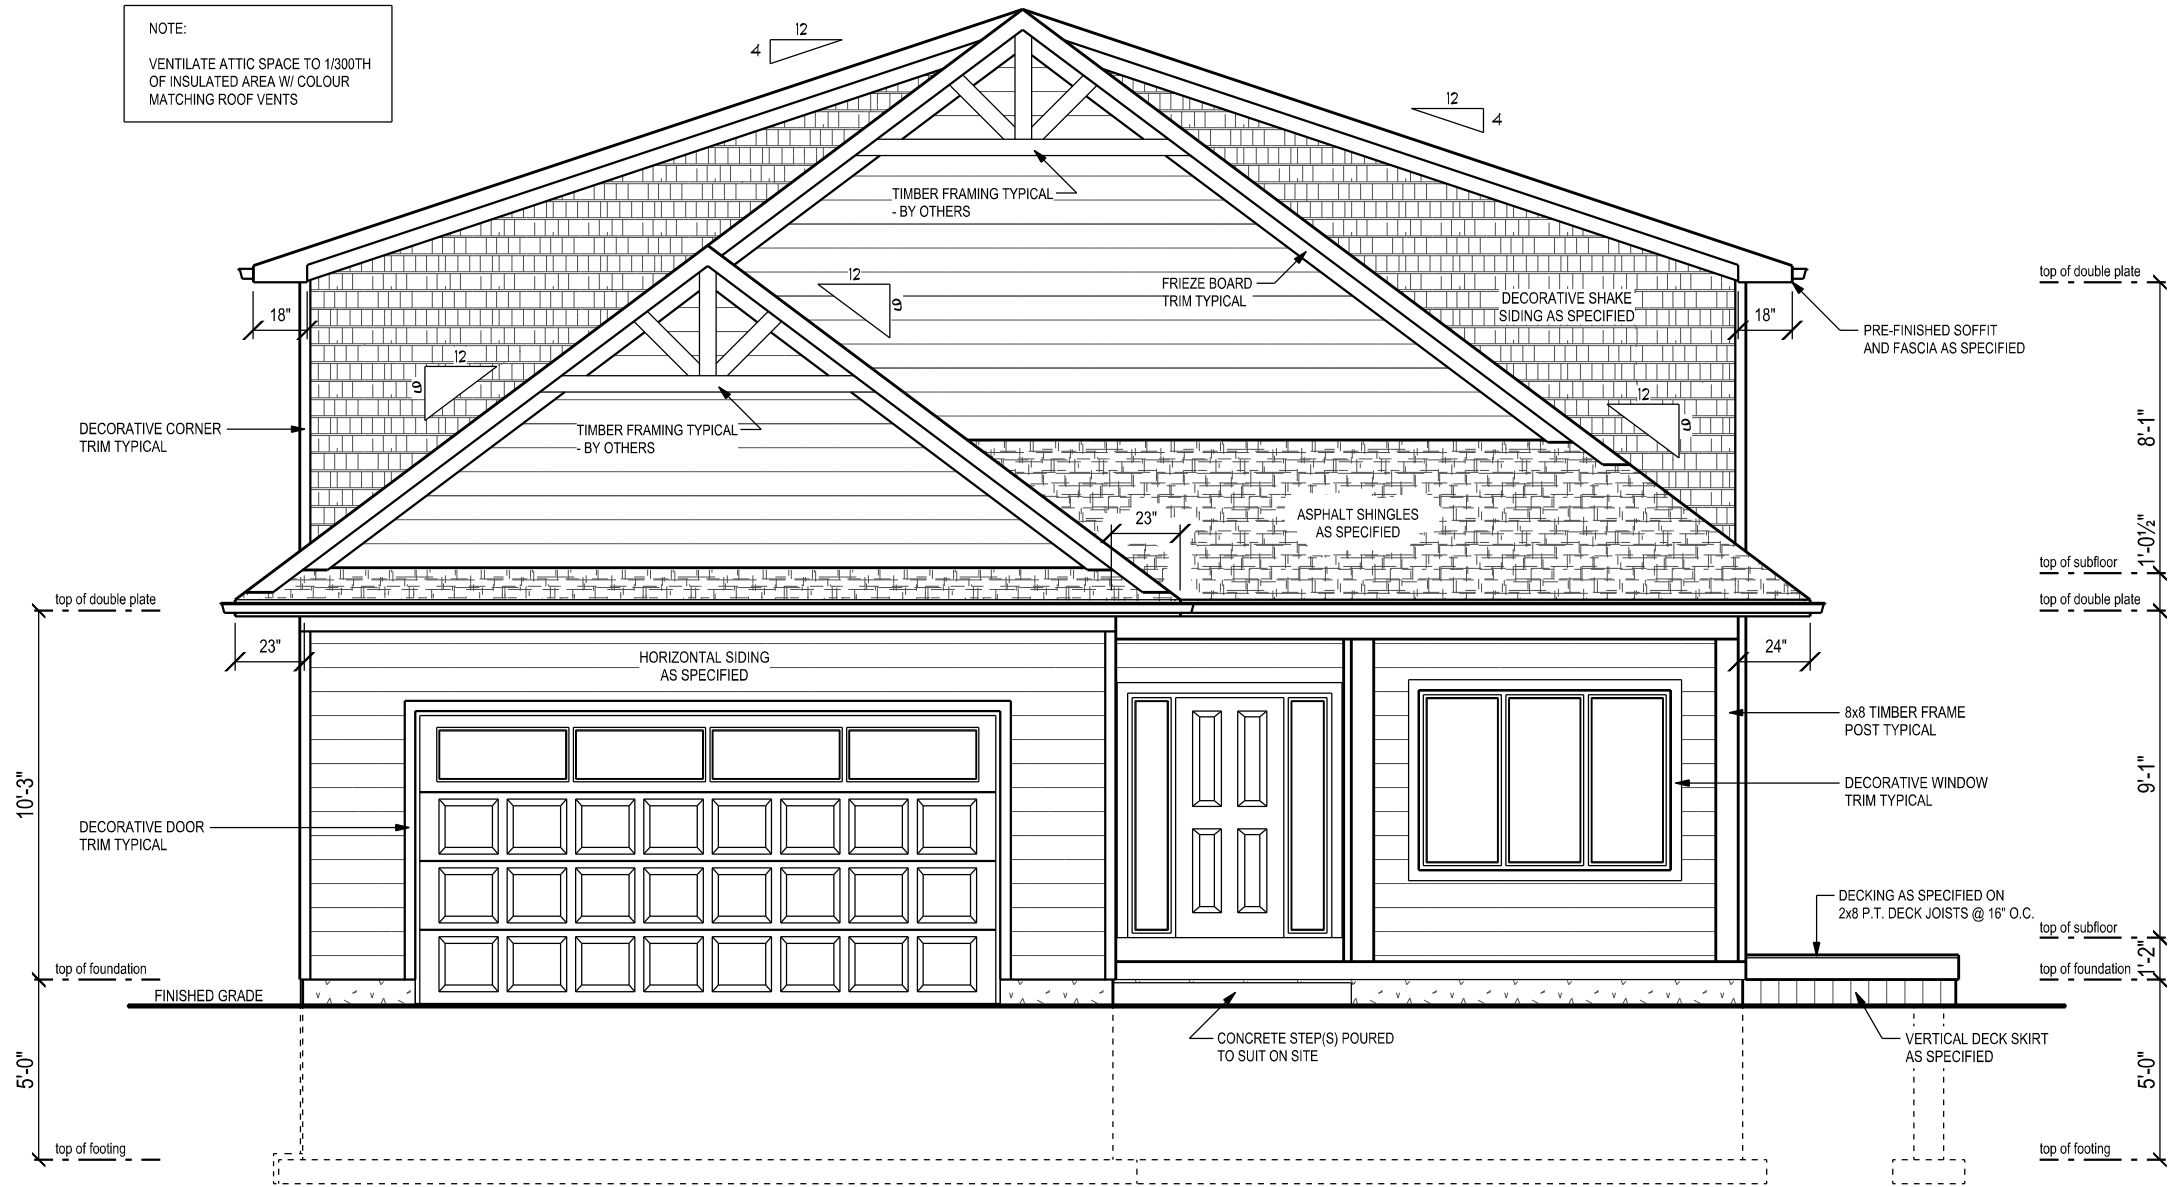 NOTE:
VENTILATE ATTIC SPACE TO 1/300TH
OF INSULATED AREA W/ COLOUR
MATCHING ROOF VENTS
12
4
12
4
TIMBER FRAMING TYPICAL
- BY OTHERS
FRIEZE BOARD
TRIM TYPICAL
DECORATIVE SHAKE
SIDING AS SPECIFIED
top of double plate
18"
12
9
18"
PRE-FINISHED SOFFIT
AND FASCIA AS SPECIFIED
12
9
12
9
DECORATIVE CORNER
TRIM TYPICAL
TIMBER FRAMING TYPICAL
- BY OTHERS
8'-1"
23"
ASPHALT SHINGLES
AS SPECIFIED
1'-0½"
top of subfloor
top of double plate
top of double plate
23"
HORIZONTAL SIDING
AS SPECIFIED
24"
8x8 TIMBER FRAME
POST TYPICAL
10'-3"
9'-1"
DECORATIVE WINDOW
TRIM TYPICAL
DECORATIVE DOOR
TRIM TYPICAL
DECKING AS SPECIFIED ON
2x8 P.T. DECK JOISTS @ 16" O.C.
top of subfloor
1'-2"
top of foundation
top of foundation
FINISHED GRADE
CONCRETE STEP(S) POURED
TO SUIT ON SITE
VERTICAL DECK SKIRT
AS SPECIFIED
5'-0"
5'-0"
top of footing
top of footing